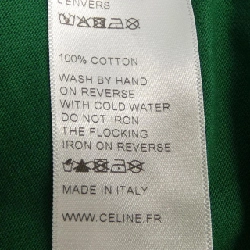 L'ENVERS
100% COTTON
WASH BY HAND
ON REVERSE
WITH COLD WATER
DO NOT IRON
THE FLOCKING
IRON ON REVERSE
MADE IN ITALY
WWW.CELINE.FR